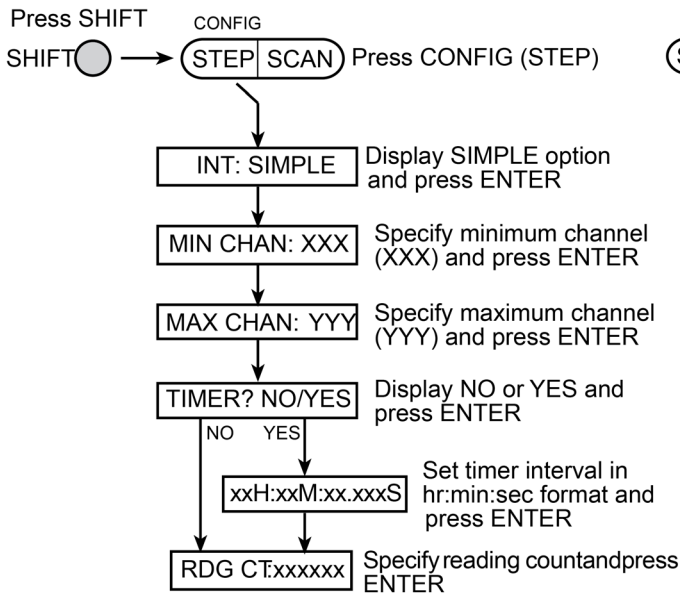 Press SHIFT
CONFIG
SHIFT
STEP SCAN
Press CONFIG (STEP)
INT: SIMPLE
Display SIMPLE option
and press ENTER
MIN CHAN: XXX
Specify minimum channel
(XXX) and press ENTER
MAX CHAN: YYY
Specify maximum channel
(YYY) and press ENTER
TIMER? NO/YES
Display NO or YES and
press ENTER
NO YES
xxH:xxM:xx.xxxS
Set timer interval in
hr:min:sec format and
press ENTER
RDG CT:xxxxxx
Specify reading countandpress
ENTER